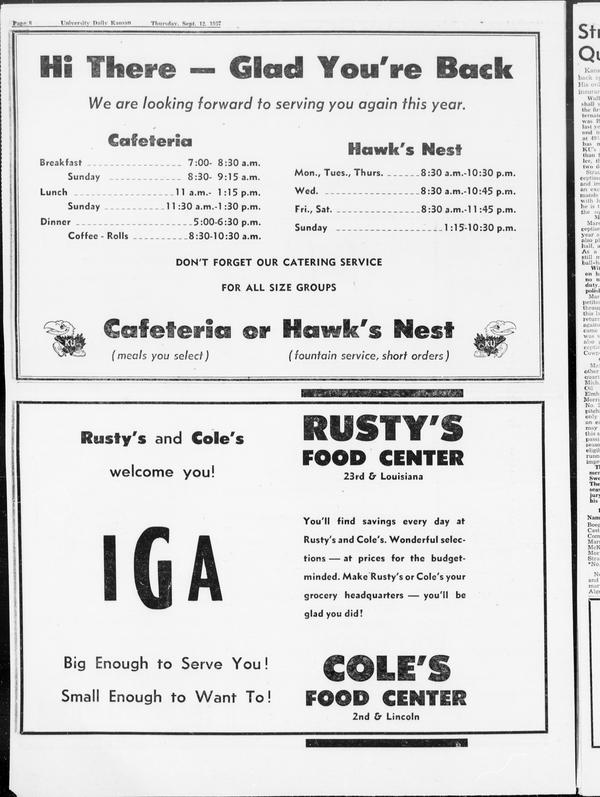 Page 8 University Daily Kansan Thursday, Sept. 12, 1957
Hi There — Glad You're Back
We are looking forward to serving you again this year.
Cafeteria
Breakfast 7:00- 8:30 a.m.
Sunday 8:30- 9:15 a.m.
Lunch 11 a.m.- 1:15 p.m.
Sunday 11:30 a.m.-1:30 p.m.
Dinner 5:00-6:30 p.m.
Coffee - Rolls 8:30-10:30 a.m.
Hawk's Nest
Mon., Tues., Thurs. 8:30 a.m.-10:30 p.m.
Wed. 8:30 a.m.-10:45 p.m.
Fri., Sat. 8:30 a.m.-11:45 p.m.
Sunday 1:15-10:30 p.m.
DON'T FORGET OUR CATERING SERVICE
FOR ALL SIZE GROUPS
KU Cafeteria or Hawk's Nest KU
(meals you select) (fountain service, short orders)
Rusty's and Cole's
welcome you!
IGA
Big Enough to Serve You!
Small Enough to Want To!
RUSTY'S
FOOD CENTER
23rd & Louisiana
You'll find savings every day at
Rusty's and Cole's. Wonderful selec-
tions — at prices for the budget-
minded. Make Rusty's or Cole's your
grocery headquarters — you'll be
glad you did!
COLE'S
FOOD CENTER
2nd & Lincoln